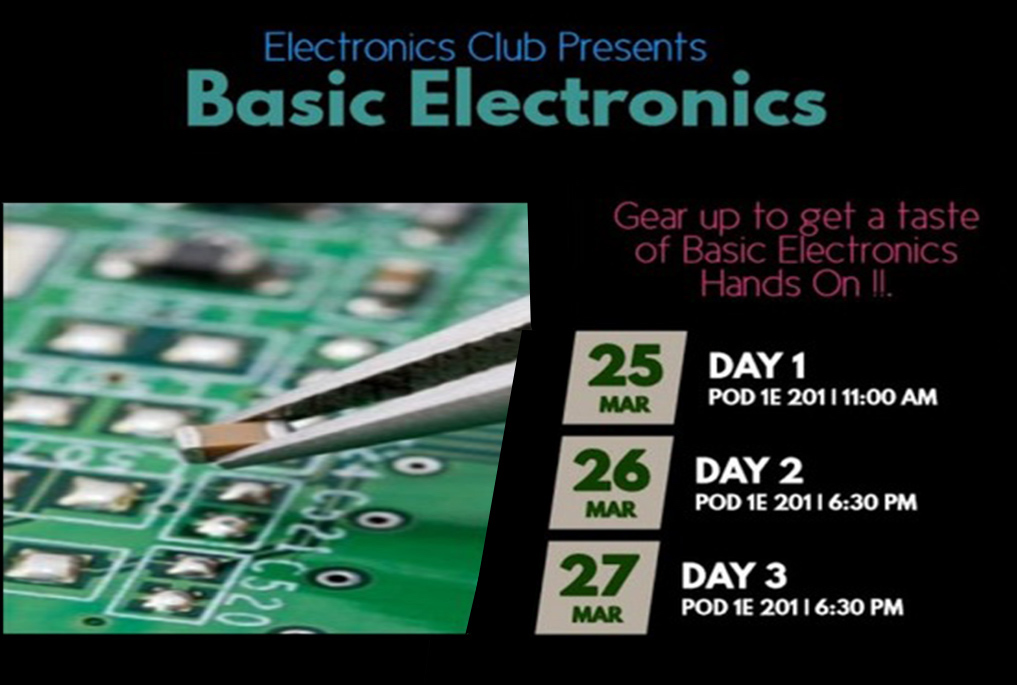 Electronics Club Presents
Basic Electronics
Gear up to get a taste
of Basic Electronics
Hands On !!.
25
MAR
DAY 1
POD 1E 201 | 11:00 AM
26
MAR
DAY 2
POD 1E 201 | 6:30 PM
27
MAR
DAY 3
POD 1E 201 | 6:30 PM
C521
C520